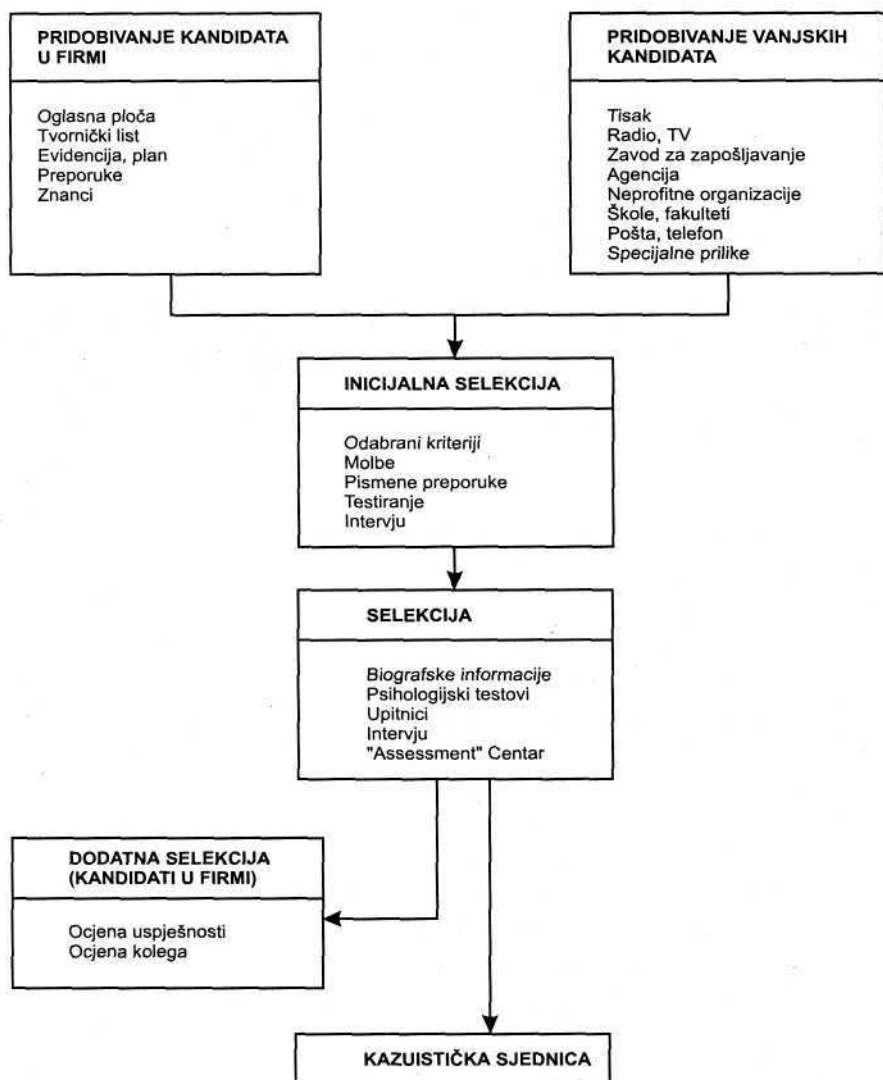 PRIDOBIVANJE KANDIDATA
U FIRMI
Oglasna ploča
Tvornički list
Evidencija, plan
Preporuke
Znanci
PRIDOBIVANJE VANJSKIH
KANDIDATA
Tisak
Radio, TV
Zavod za zapošljavanje
Agencija
Neprofitne organizacije
Škole, fakulteti
Pošta, telefon
Specijalne prilike
INICIJALNA SELEKCIJA
Odabrani kriteriji
Molbe
Pismene preporuke
Testiranje
Intervju
SELEKCIJA
Biografske informacije
Psihologijski testovi
Upitnici
Intervju
"Assessment" Centar
DODATNA SELEKCIJA
(KANDIDATI U FIRMI)
Ocjena uspješnosti
Ocjena kolega
KAZUISTIČKA SJEDNICA